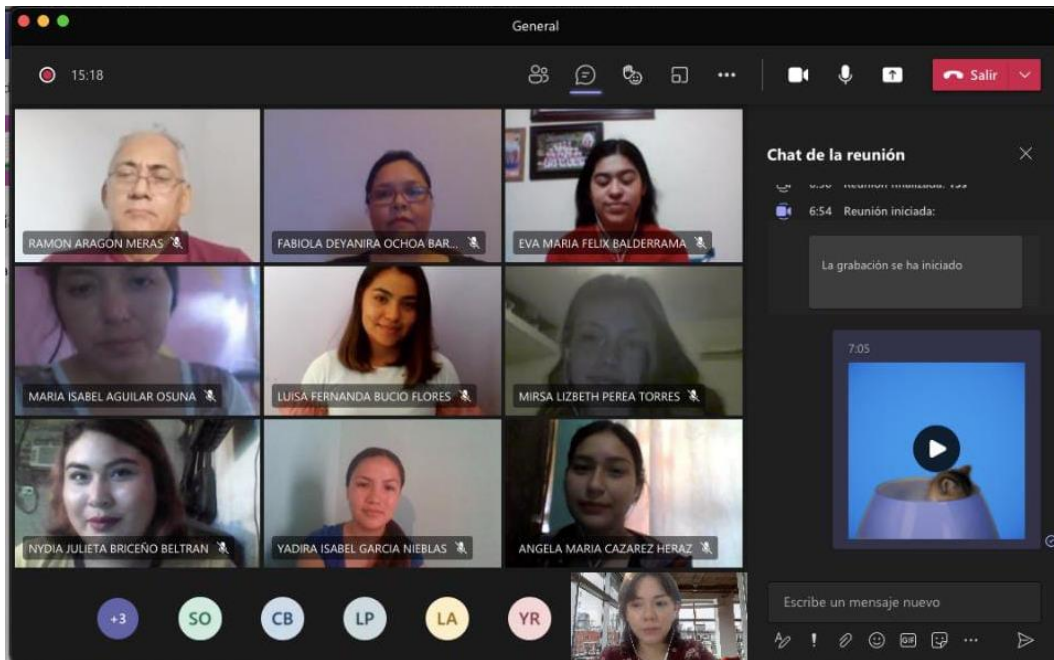 General
15:18
Salir
RAMON ARAGON MERAS
FABIOLA DEYANIRA OCHOA BAR...
EVA MARIA FELIX BALDERRAMA
MARIA ISABEL AGUILAR OSUNA
LUISA FERNANDA BUCIO FLORES
MIRSA LIZBETH PEREA TORRES
NYDIA JULIETA BRICEÑO BELTRAN
YADIRA ISABEL GARCIA NIEBLAS
ANGELA MARIA CAZAREZ HERAZ
+3
SO
CB
LP
LA
YR
Chat de la reunión
6:54 Reunión iniciada:
La grabación se ha iniciado
7:05
Escribe un mensaje nuevo
GIF